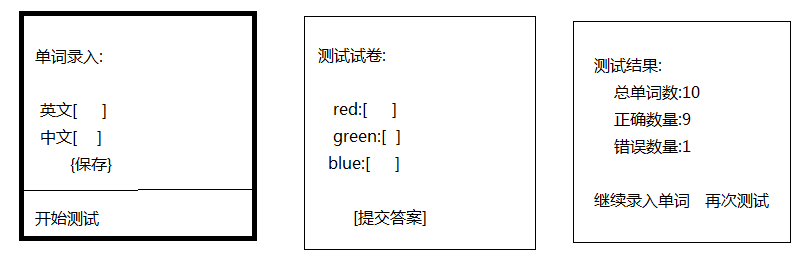 单词录入:
英文[      ]
中文[     ]
{保存}
开始测试
测试试卷:
red:[      ]
green:[  ]
blue:[      ]
[提交答案]
测试结果:
总单词数:10
正确数量:9
错误数量:1
继续录入单词    再次测试